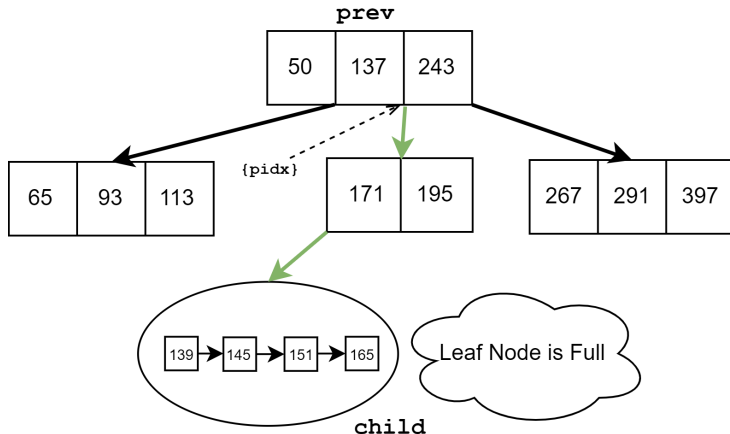 prev
50 137 243
{pidx}
65 93 113
171 195
267 291 397
139 145 151 165
Leaf Node is Full
child